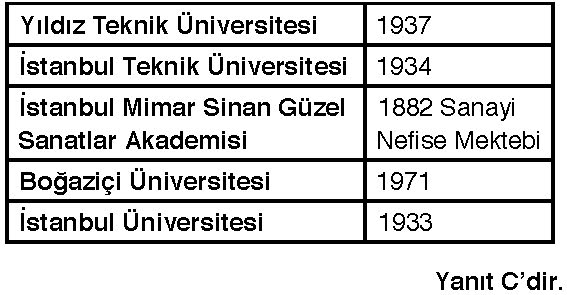 Yıldız Teknik Üniversitesi 1937
İstanbul Teknik Üniversitesi 1934
İstanbul Mimar Sinan Güzel 1882 Sanayi
Sanatlar Akademisi Nefise Mektebi
Boğaziçi Üniversitesi 1971
İstanbul Üniversitesi 1933
Yanıt C’dir.